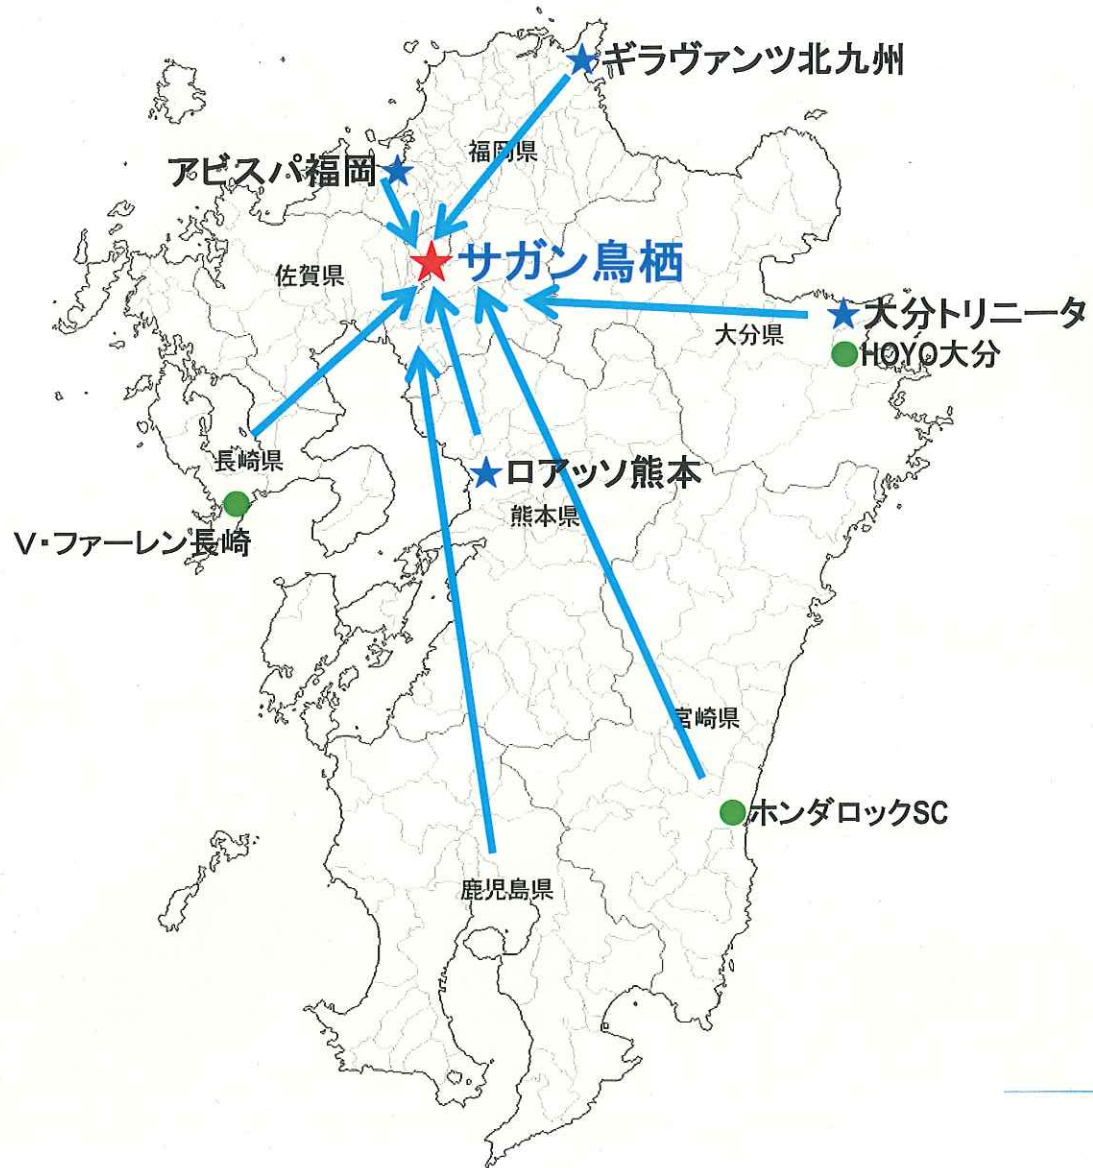 ギラヴァンツ北九州
福岡県
アビスパ福岡
サガン鳥栖
佐賀県
大分トリニータ
大分県
HOYO大分
長崎県
ロアッソ熊本
熊本県
V・ファーレン長崎
宮崎県
ホンダロックSC
鹿児島県